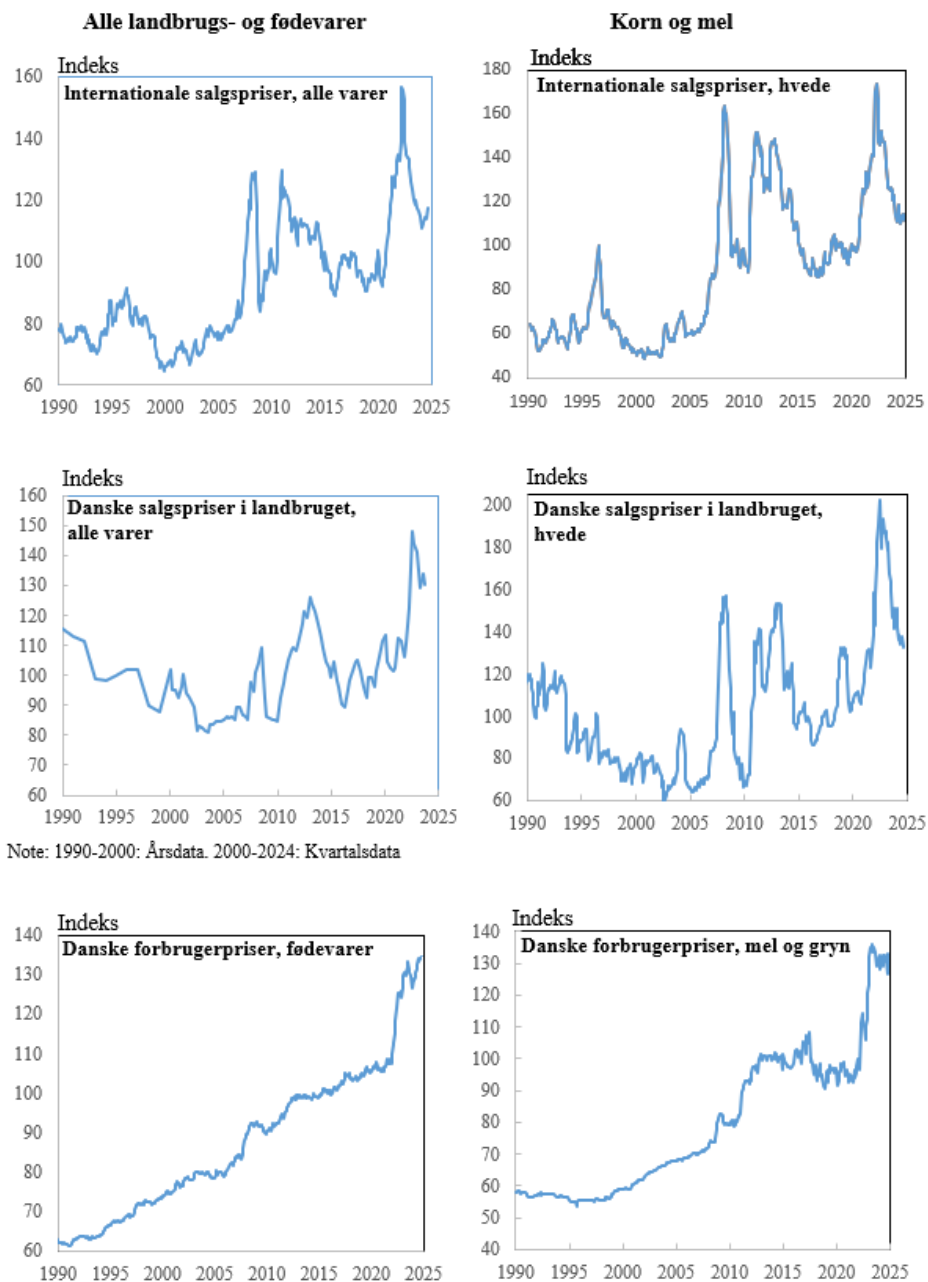 Alle landbrugs- og fødevarer
Korn og mel
Indeks
Internationale salgspriser, alle varer
160
140
120
100
80
60
1990 1995 2000 2005 2010 2015 2020 2025
Indeks
Internationale salgspriser, hvede
180
160
140
120
100
80
60
40
1990 1995 2000 2005 2010 2015 2020 2025
Indeks
Danske salgspriser i landbruget,
alle varer
160
150
140
130
120
110
100
90
80
70
60
1990 1995 2000 2005 2010 2015 2020 2025
Note: 1990-2000: Årsdata. 2000-2024: Kvartalsdata
Indeks
Danske salgspriser i landbruget,
hvede
200
180
160
140
120
100
80
60
1990 1995 2000 2005 2010 2015 2020 2025
Indeks
Danske forbrugerpriser, fødevarer
140
130
120
110
100
90
80
70
60
1990 1995 2000 2005 2010 2015 2020 2025
Indeks
Danske forbrugerpriser, mel og gryn
140
130
120
110
100
90
80
70
60
50
40
1990 1995 2000 2005 2010 2015 2020 2025